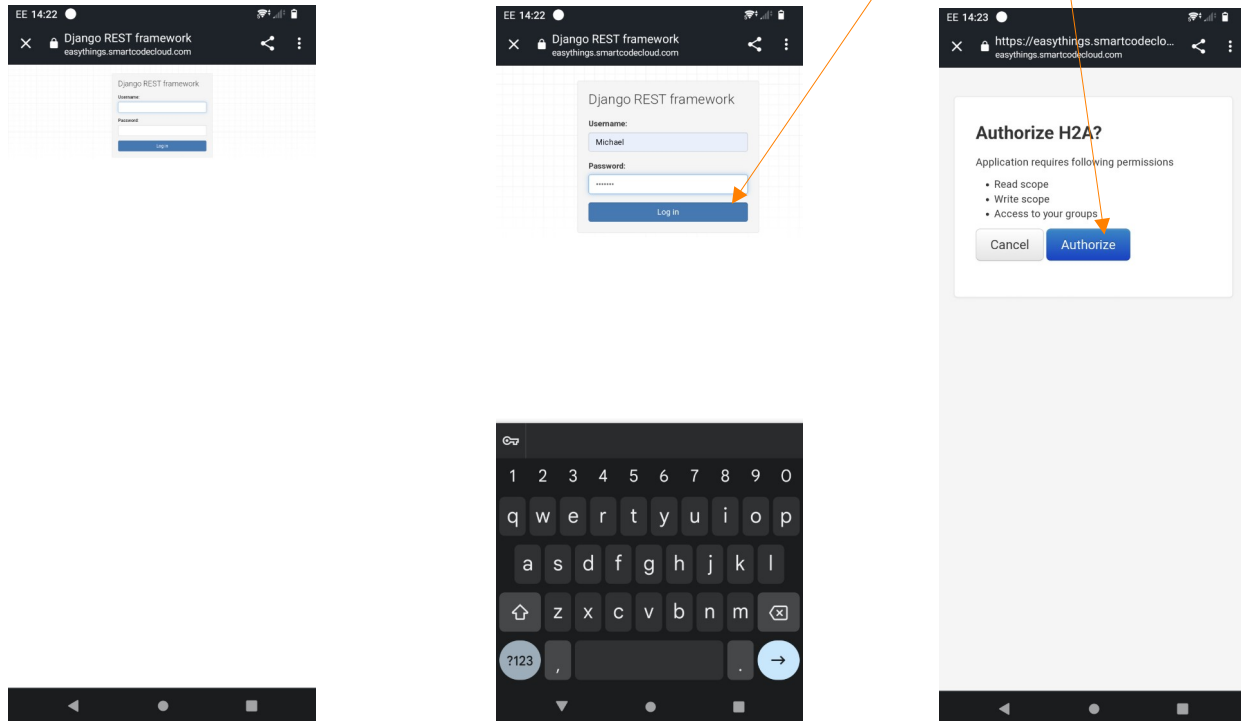 EE 14:22
Django REST framework
easythings.smartcodecloud.com
Django REST framework
Username:
Password:
Log in
EE 14:22
Django REST framework
easythings.smartcodecloud.com
Django REST framework
Username:
Michael
Password:
•••••••
Log in
1 2 3 4 5 6 7 8 9 0
q w e r t y u i o p
a s d f g h j k l
z x c v b n m
?123 , .
EE 14:23
https://easythings.smartcodeclo...
easythings.smartcodecloud.com
Authorize H2A?
Application requires following permissions
• Read scope
• Write scope
• Access to your groups
Cancel Authorize